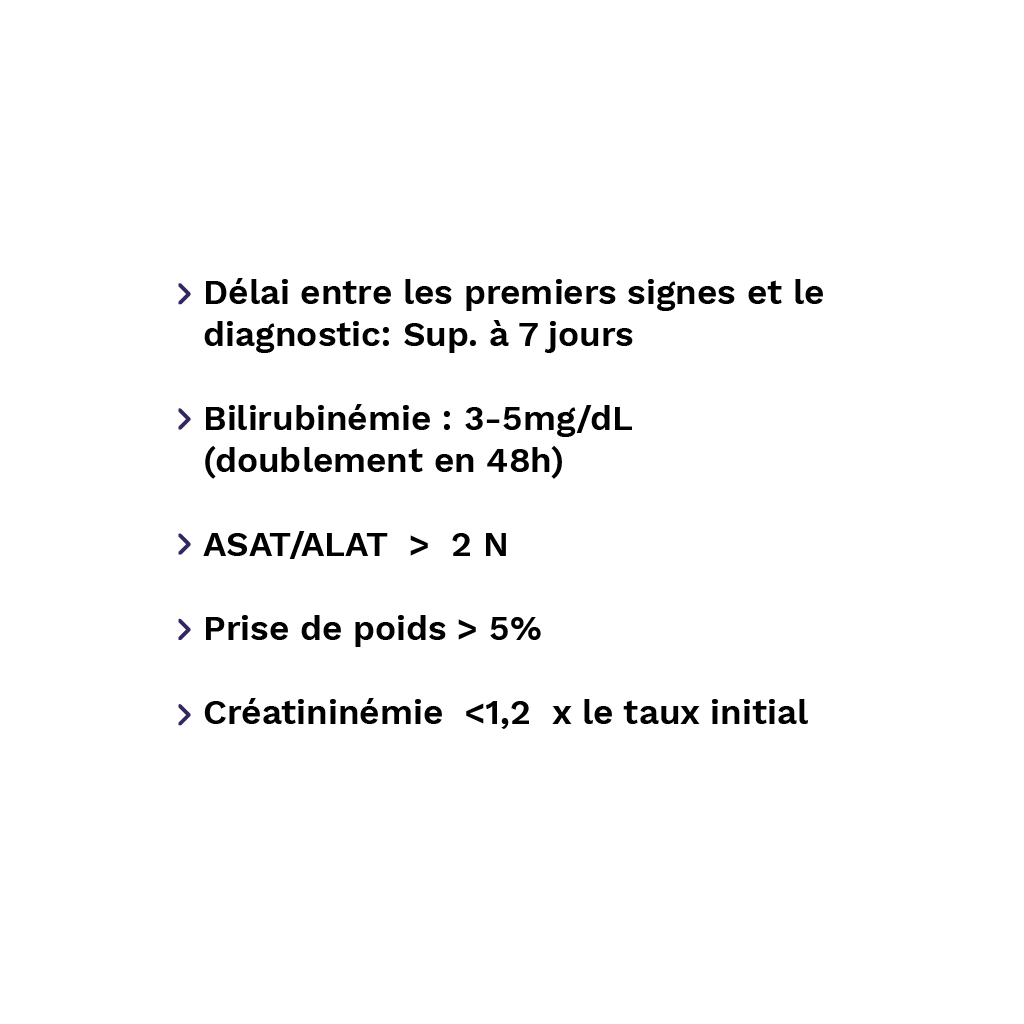 Délai entre les premiers signes et le
diagnostic: Sup. à 7 jours
Bilirubinémie : 3-5mg/dL
(doublement en 48h)
ASAT/ALAT  >  2 N
Prise de poids > 5%
Créatininémie  <1,2  x le taux initial